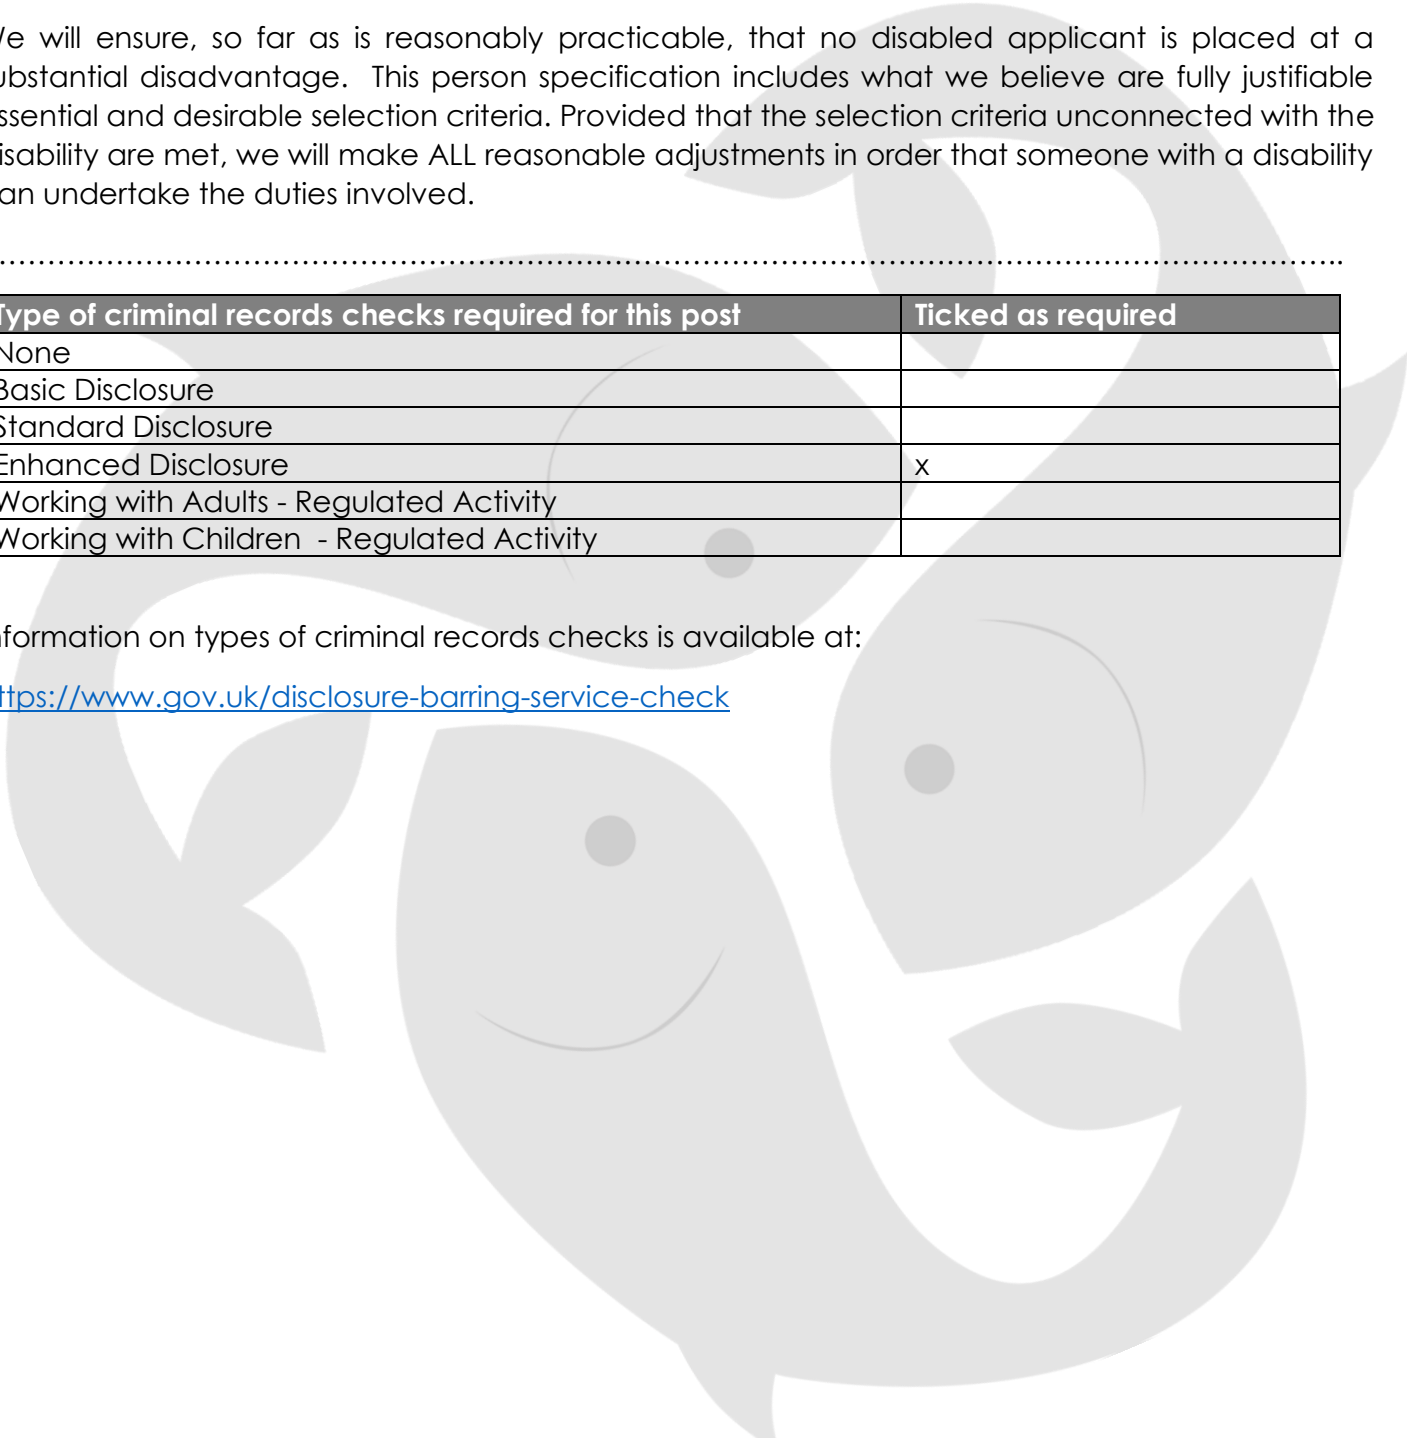 We will ensure, so far as is reasonably practicable, that no disabled applicant is placed at a
substantial disadvantage.  This person specification includes what we believe are fully justifiable
essential and desirable selection criteria. Provided that the selection criteria unconnected with the
disability are met, we will make ALL reasonable adjustments in order that someone with a disability
can undertake the duties involved.
Type of criminal records checks required for this post Ticked as required
None
Basic Disclosure
Standard Disclosure
Enhanced Disclosure x
Working with Adults - Regulated Activity
Working with Children  - Regulated Activity
Information on types of criminal records checks is available at:
https://www.gov.uk/disclosure-barring-service-check